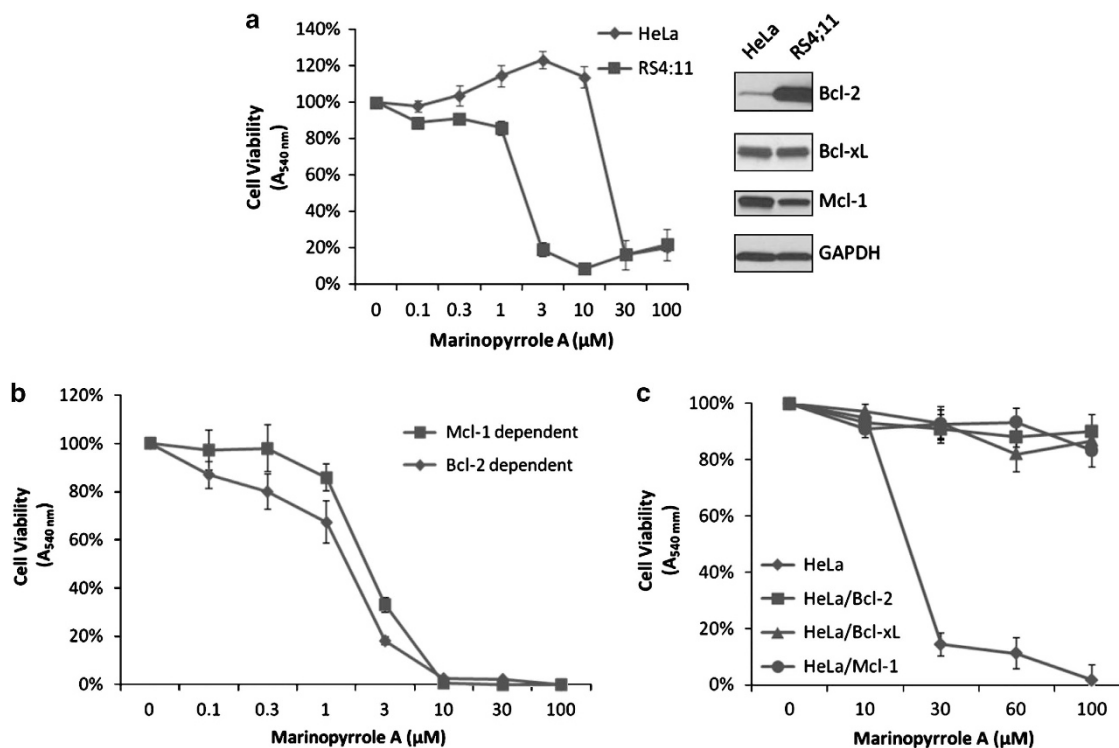 a
140%
120%
100%
80%
60%
40%
20%
0%
Cell Viability
(A540 nm)
HeLa
RS4:11
0 0.1 0.3 1 3 10 30 100
Marinopyrrole A (μM)
HeLa
RS4;11
Bcl-2
Bcl-xL
Mcl-1
GAPDH
b
120%
100%
80%
60%
40%
20%
0%
Cell Viability
(A540 nm)
Mcl-1 dependent
Bcl-2 dependent
0 0.1 0.3 1 3 10 30 100
Marinopyrrole A (μM)
c
100%
80%
60%
40%
20%
0%
Cell Viability
(A540 mm)
HeLa
HeLa/Bcl-2
HeLa/Bcl-xL
HeLa/Mcl-1
0 10 30 60 100
Marinopyrrole A (μM)